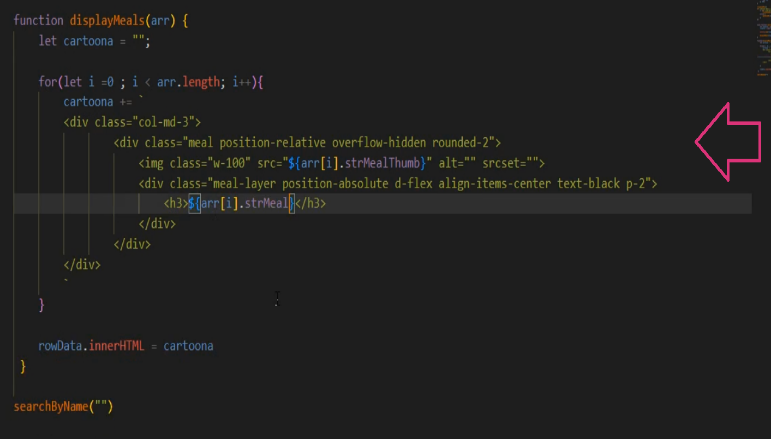 function displayMeals(arr) {
let cartoona = "";
for(let i =0 ; i < arr.length; i++){
cartoona += `
<div class="col-md-3">
<div class="meal position-relative overflow-hidden rounded-2">
<img class="w-100" src="${arr[i].strMealThumb}" alt="" srcset="">
<div class="meal-layer position-absolute d-flex align-items-center text-black p-2">
<h3>${arr[i].strMeal}</h3>
</div>
</div>
</div>
`
}
rowData.innerHTML = cartoona
}
searchByName("")